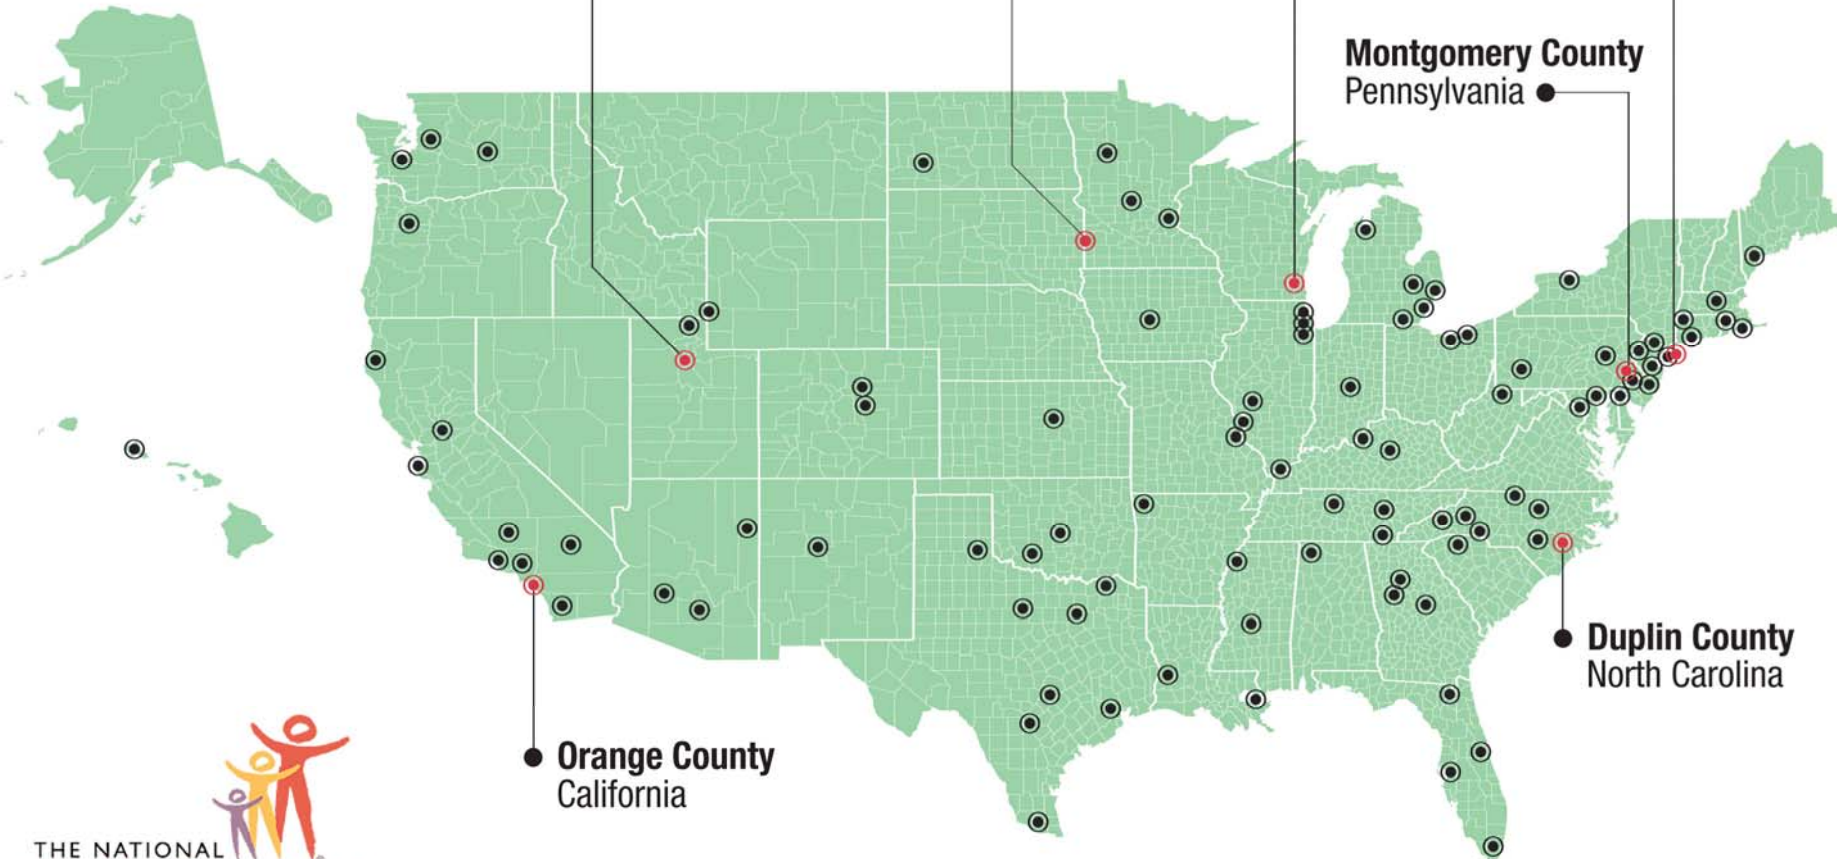 Montgomery County
Pennsylvania
Duplin County
North Carolina
Orange County
California
THE NATIONAL